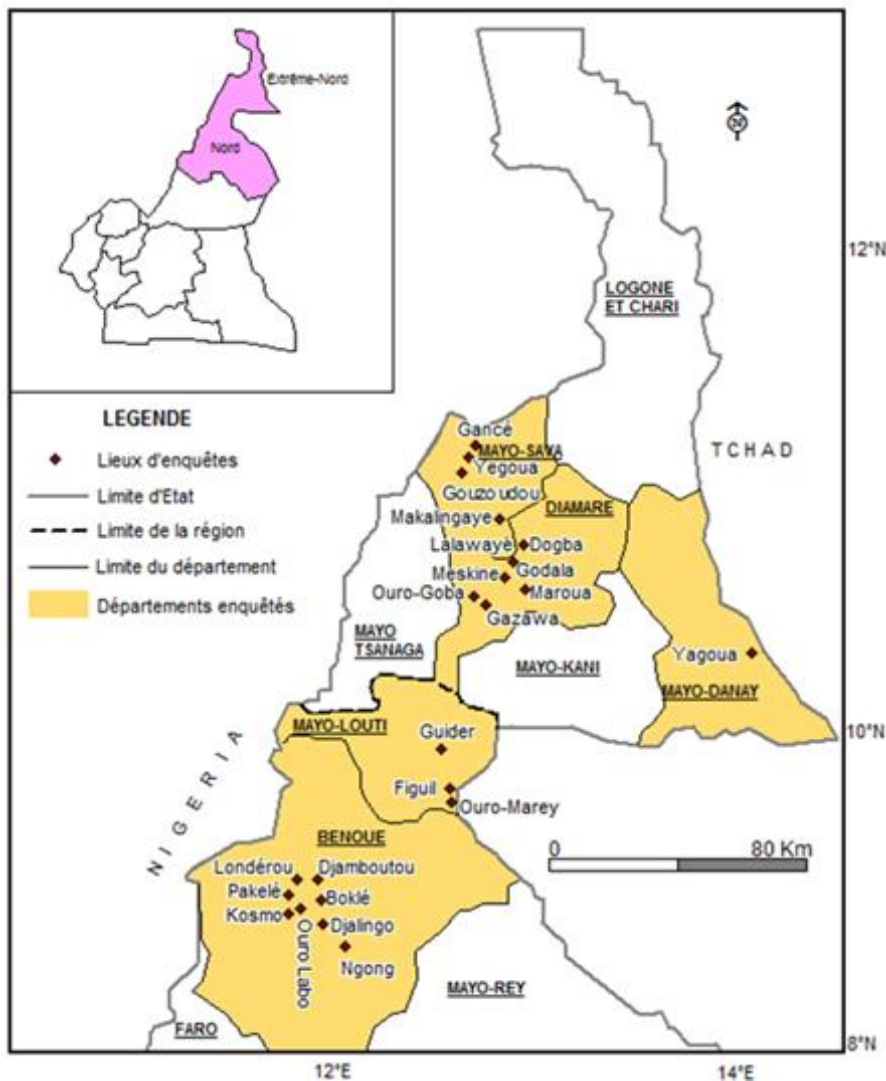 Extrême-Nord
Nord
N
12°N
LOGONE
ET CHARI
LEGENDE
Lieux d'enquêtes
Limite d'Etat
Limite de la région
Limite du département
Départements enquêtés
TCHAD
Gancé
MAYO-SAVA
Yégoua
Gouzoudou
DIAMARE
Makalingaye
Lalawayé
Dogba
Godala
Meskine
Maroua
Ouro-Goba
Gazawa
MAYO
TSANAGA
MAYO-KANI
Yagoua
MAYO-DANAY
10°N
MAYO-LOUTI
Guider
NIGERIA
Figuil
Ouro-Marey
BENOUE
0
80 Km
Londérou
Djamboutou
Pakelé
Boklé
Kosmo
Djalingo
Ouro Labo
Ngong
MAYO-REY
FARO
8°N
12°E
14°E